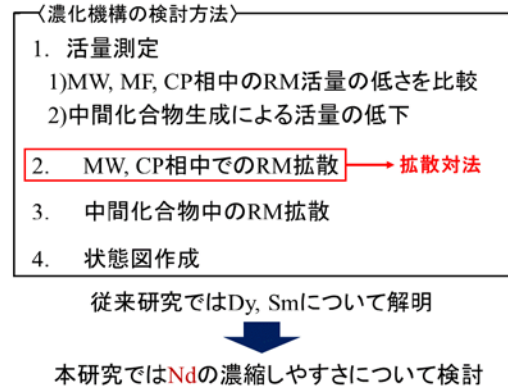 〈濃化機構の検討方法〉
1. 活量測定
1)MW, MF, CP相中のRM活量の低さを比較
2)中間化合物生成による活量の低下
2. MW, CP相中でのRM拡散 拡散対法
3. 中間化合物中のRM拡散
4. 状態図作成
従来研究ではDy, Smについて解明
本研究ではNdの濃縮しやすさについて検討